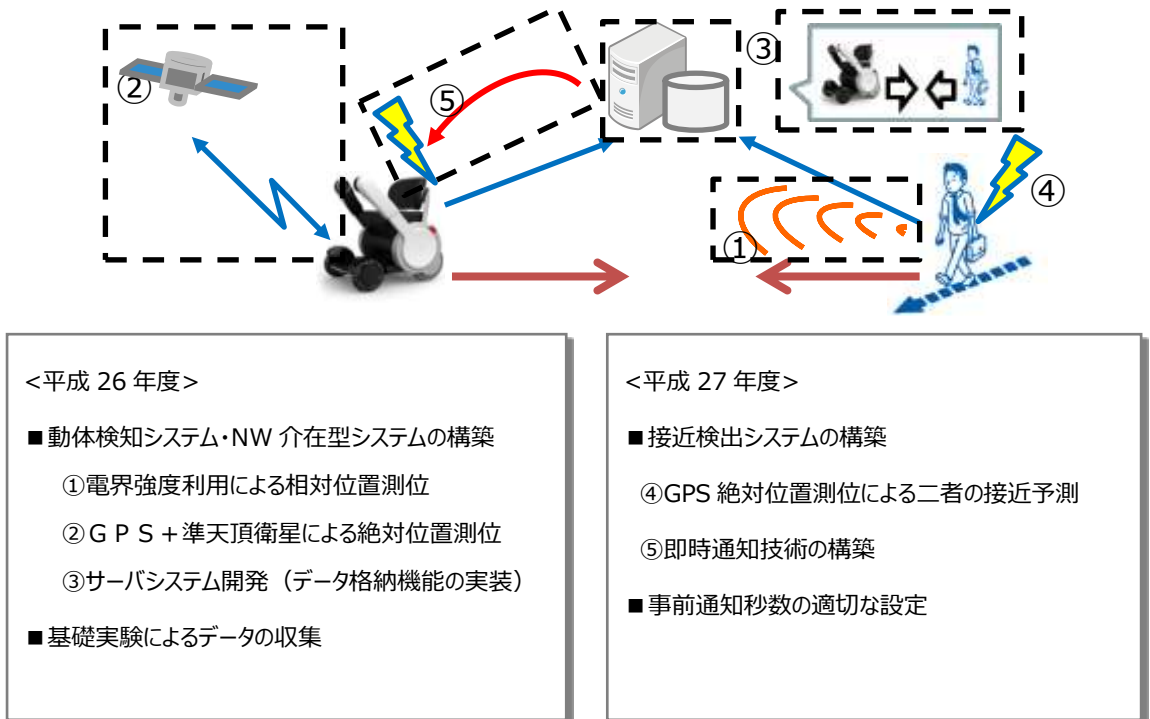 ②
⑤
③
④
①
<平成 26 年度>
■動体検知システム・NW 介在型システムの構築
①電界強度利用による相対位置測位
②ＧＰＳ＋準天頂衛星による絶対位置測位
③サーバシステム開発（データ格納機能の実装）
■基礎実験によるデータの収集
<平成 27 年度>
■接近検出システムの構築
④GPS 絶対位置測位による二者の接近予測
⑤即時通知技術の構築
■事前通知秒数の適切な設定